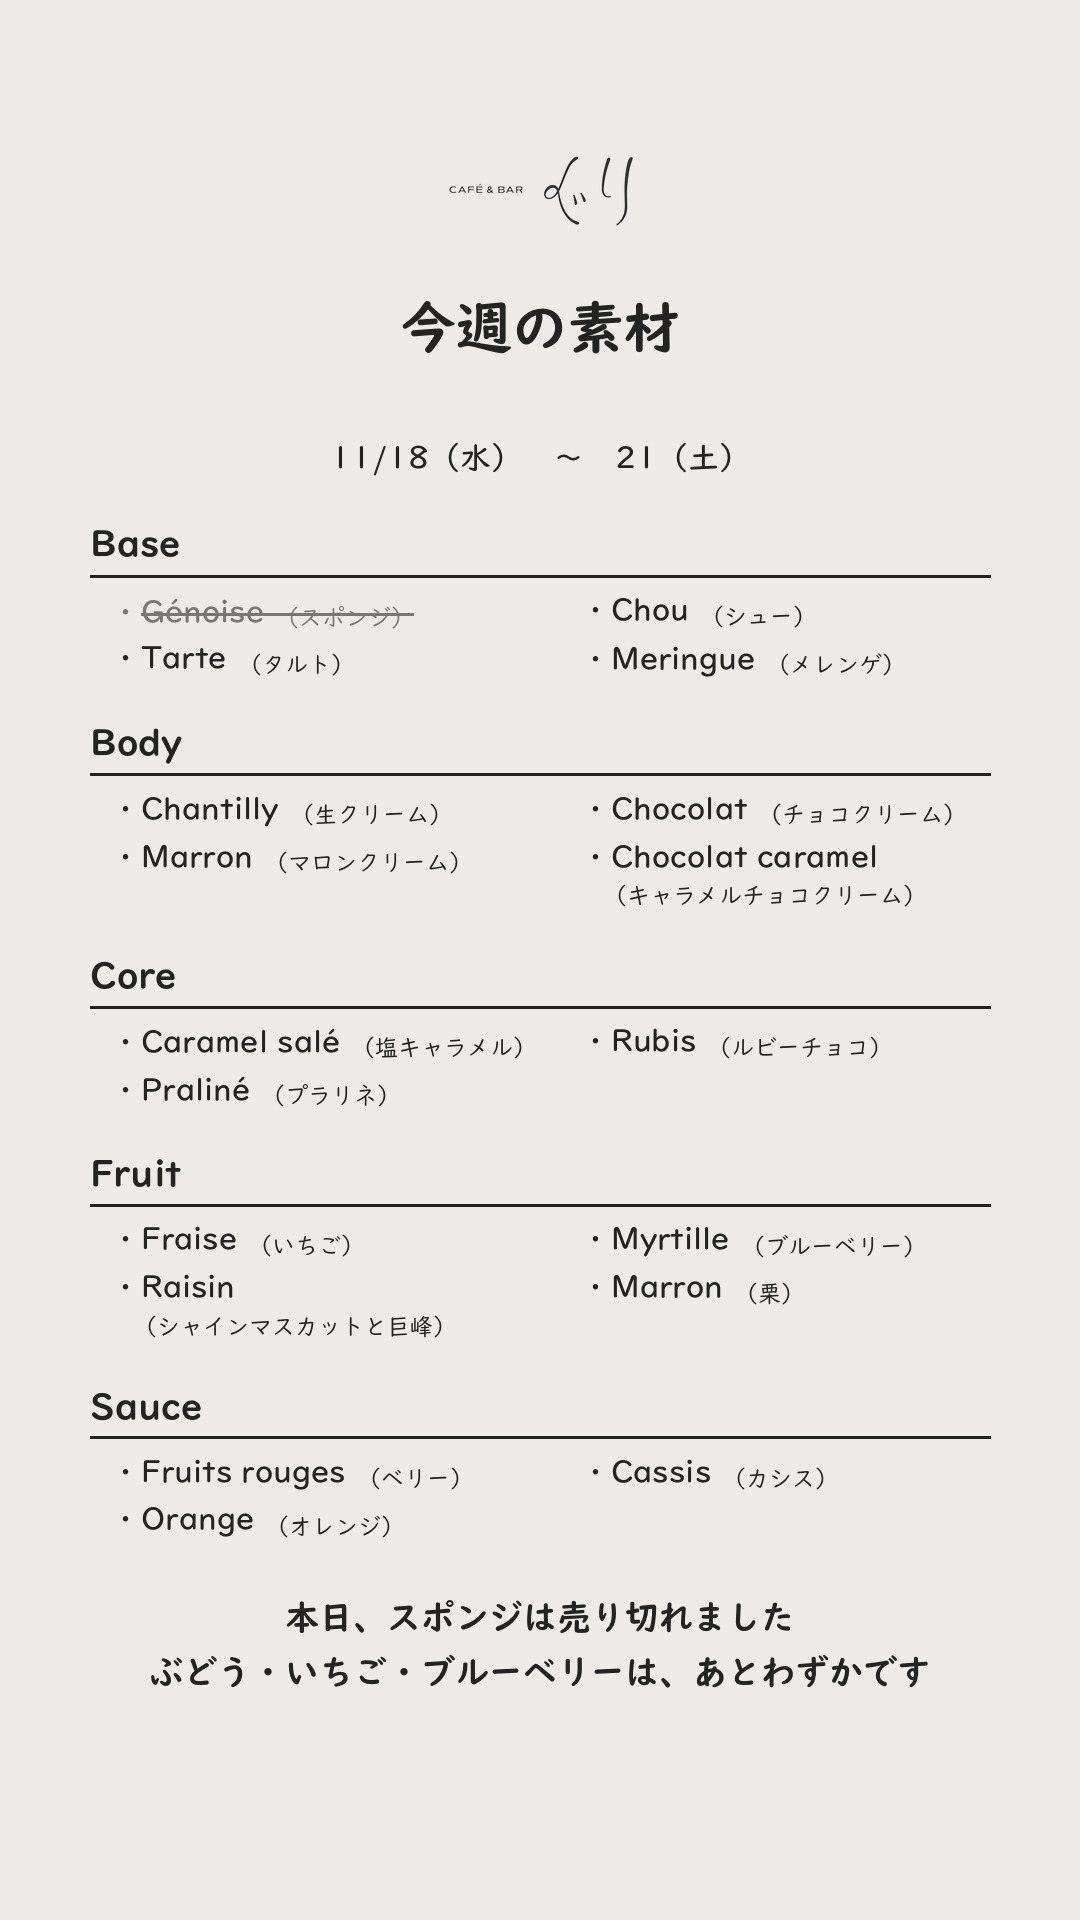 CAFÉ & BAR
今週の素材
11/18（水） ～ 21（土）
Base
・Génoise （スポンジ）
・Chou （シュー）
・Tarte （タルト）
・Meringue （メレンゲ）
Body
・Chantilly （生クリーム）
・Chocolat （チョコクリーム）
・Marron （マロンクリーム）
・Chocolat caramel
（キャラメルチョコクリーム）
Core
・Caramel salé （塩キャラメル）
・Rubis （ルビーチョコ）
・Praliné （プラリネ）
Fruit
・Fraise （いちご）
・Myrtille （ブルーベリー）
・Raisin
（シャインマスカットと巨峰）
・Marron （栗）
Sauce
・Fruits rouges （ベリー）
・Cassis （カシス）
・Orange （オレンジ）
本日、スポンジは売り切れました
ぶどう・いちご・ブルーベリーは、あとわずかです